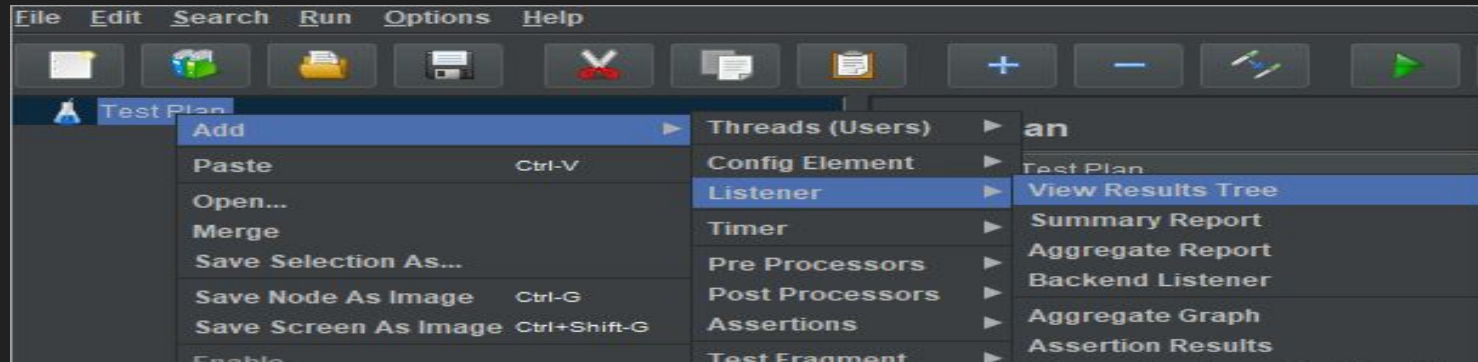 File Edit Search Run Options Help
Test Plan
Add
Paste Ctrl-V
Open...
Merge
Save Selection As...
Save Node As Image Ctrl-G
Save Screen As Image Ctrl+Shift-G
Enable
Threads (Users)
Config Element
Listener
Timer
Pre Processors
Post Processors
Assertions
Test Fragment
an
Test Plan
View Results Tree
Summary Report
Aggregate Report
Backend Listener
Aggregate Graph
Assertion Results